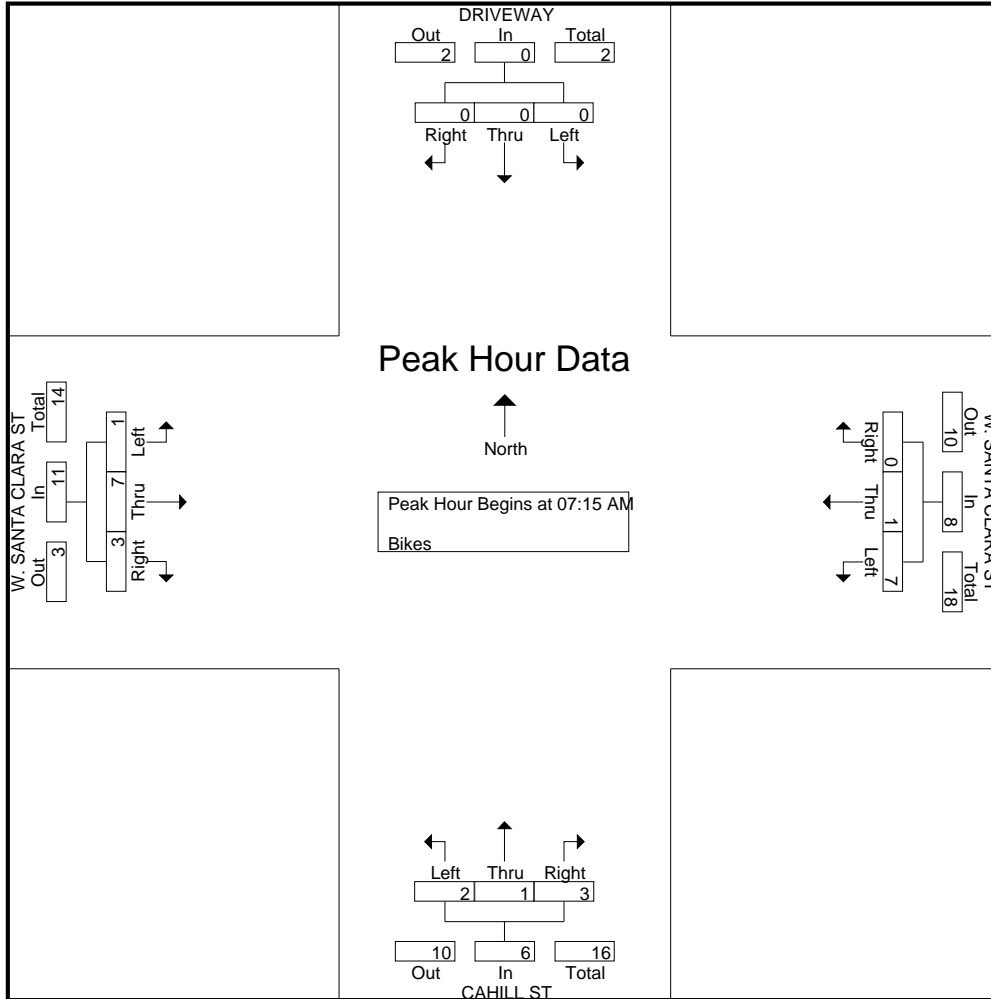 DRIVEWAY
Out In Total
2 0 2
0 0 0
Right Thru Left
Peak Hour Data
North
Peak Hour Begins at 07:15 AM
Bikes
W. SANTA CLARA ST
Total In Out
14 11 3
1 7 3
Left Thru Right
W. SANTA CLARA ST
Out In Total
10 8 18
0 1 7
Right Thru Left
Left Thru Right
2 1 3
10 6 16
Out In Total
CAHILL ST